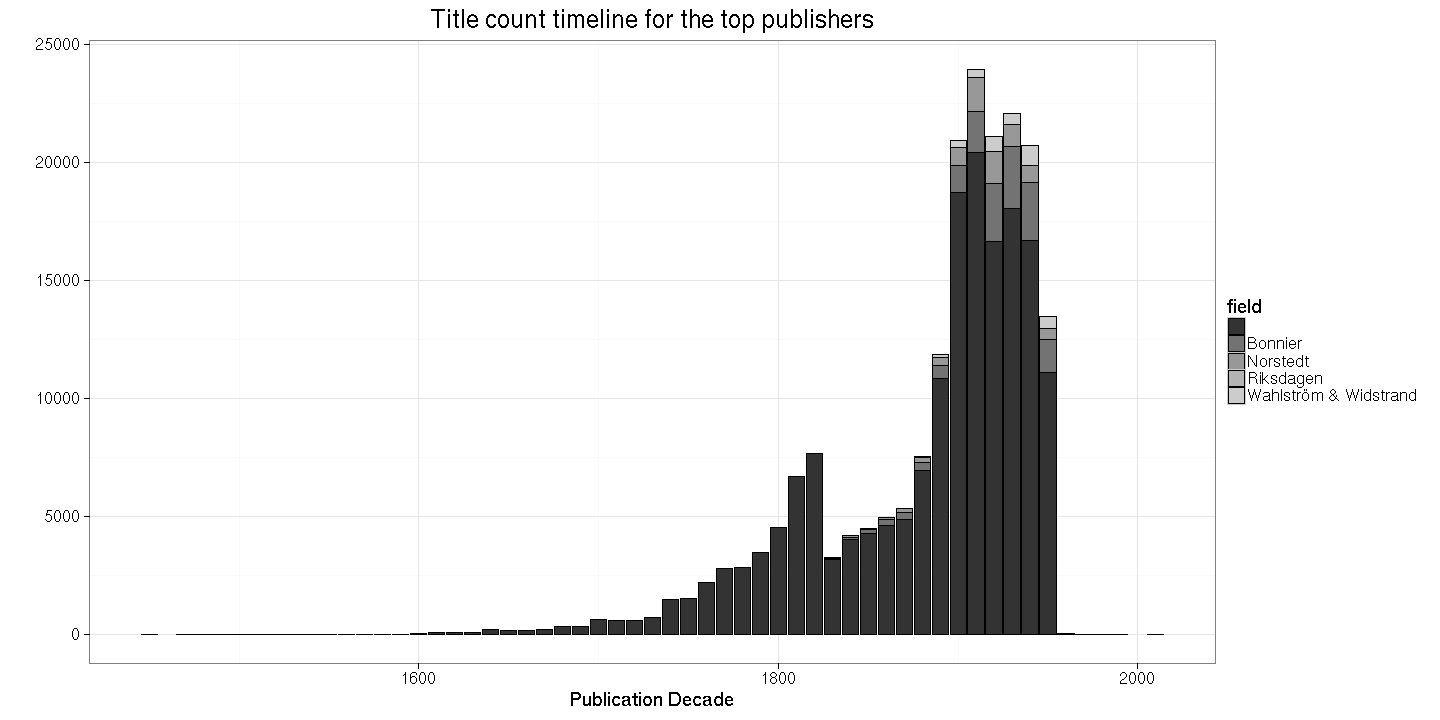 Title count timeline for the top publishers
25000
20000
15000
10000
5000
0
1600
1800
2000
Publication Decade
field
Bonnier
Norstedt
Riksdagen
Wahlström & Widstrand